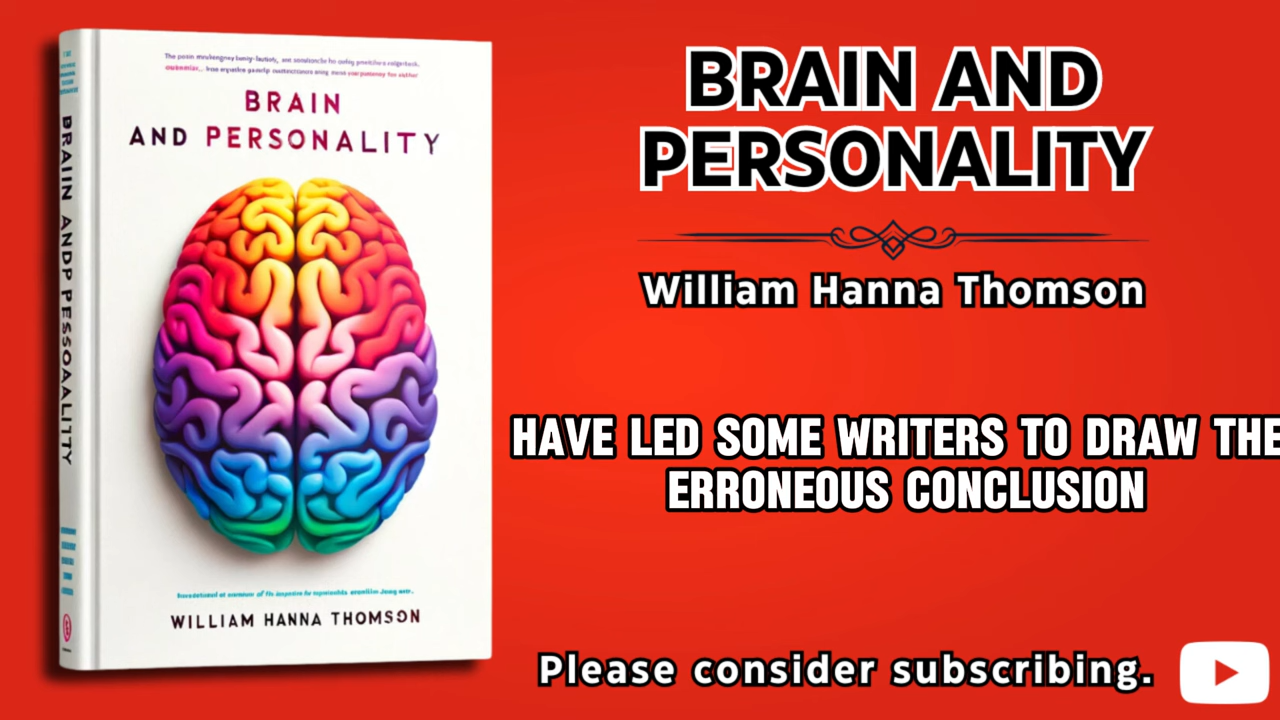 BRAIN
AND PERSONALITY
WILLIAM HANNA THOMSON
BRAIIN ANDP PESSOAALITY
BRAIN AND
PERSONALITY
William Hanna Thomson
HAVE LED SOME WRITERS TO DRAW THE
ERRONEOUS CONCLUSION
Please consider subscribing.